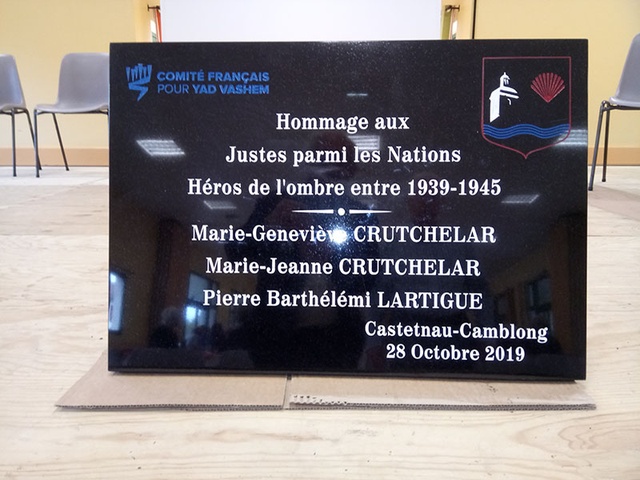 COMITÉ FRANÇAIS
POUR YAD VASHEM
Hommage aux
Justes parmi les Nations
Héros de l'ombre entre 1939-1945
Marie-Geneviève CRUTCHELAR
Marie-Jeanne CRUTCHELAR
Pierre Barthélémi LARTIGUE
Castetnau-Camblong
28 Octobre 2019